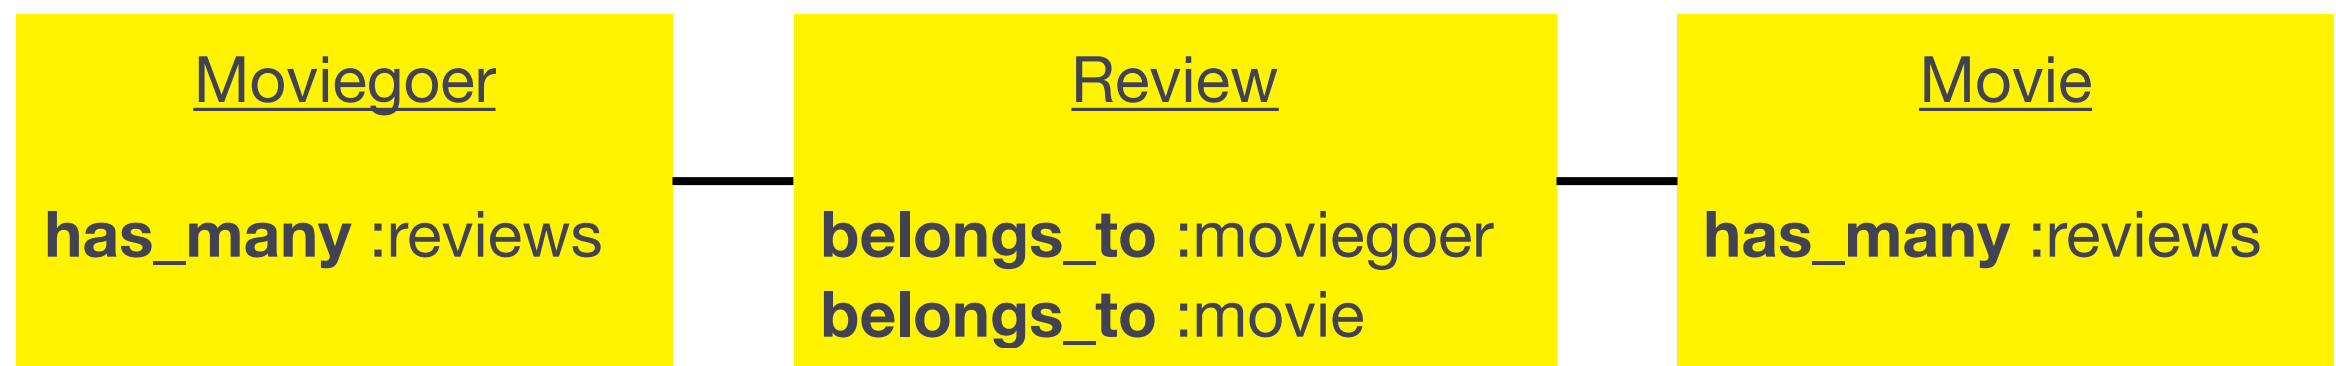 Moviegoer
has_many :reviews
Review
belongs_to :moviegoer
belongs_to :movie
Movie
has_many :reviews